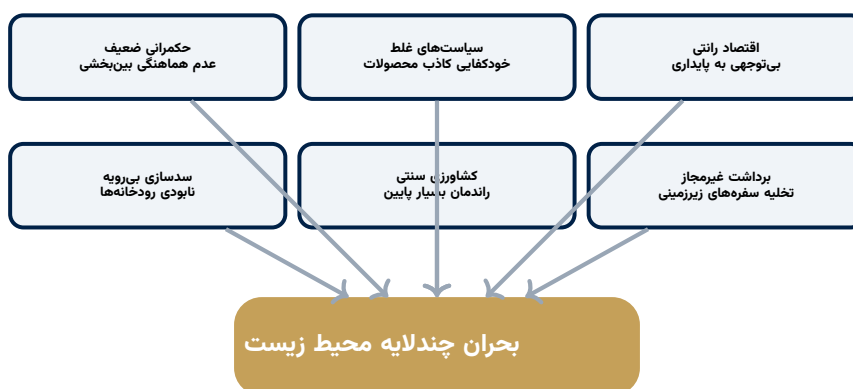 اقتصاد رانتی
بی‌توجهی به پایداری
سیاست‌های غلط
خودکفایی کاذب محصولات
حکمرانی ضعیف
عدم هماهنگی بین‌بخشی
برداشت غیرمجاز
تخلیه سفره‌های زیرزمینی
کشاورزی سنتی
راندمان بسیار پایین
سدسازی بی‌رویه
نابودی رودخانه‌ها
بحران چندلایه محیط زیست